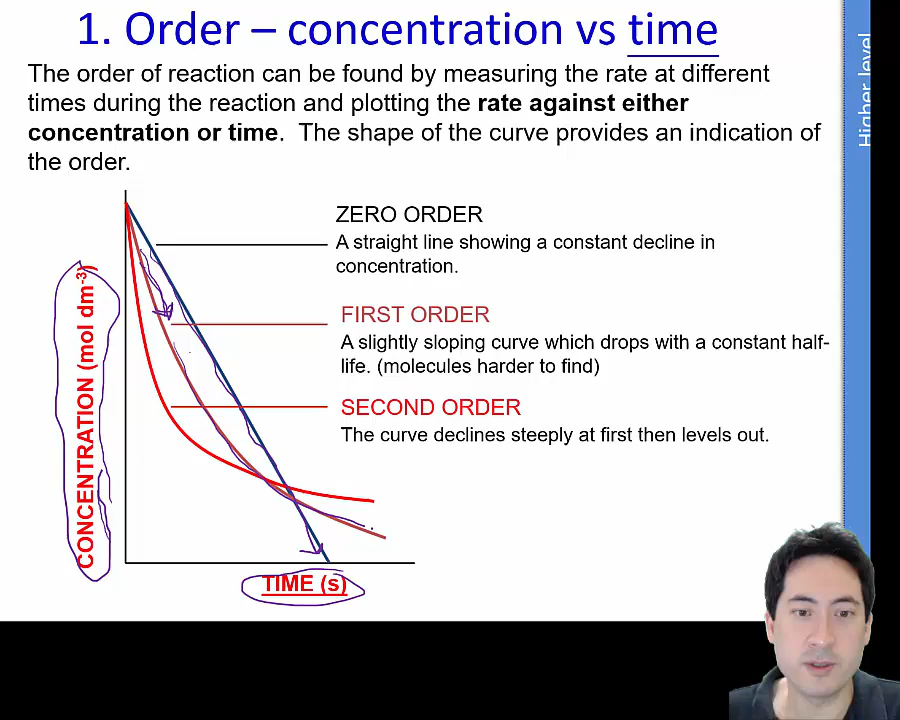 1. Order – concentration vs time
The order of reaction can be found by measuring the rate at different
times during the reaction and plotting the rate against either
concentration or time. The shape of the curve provides an indication of
the order.
Higher level
ZERO ORDER
A straight line showing a constant decline in
concentration.
FIRST ORDER
A slightly sloping curve which drops with a constant half-
life. (molecules harder to find)
SECOND ORDER
The curve declines steeply at first then levels out.
CONCENTRATION (mol dm-³)
TIME (s)